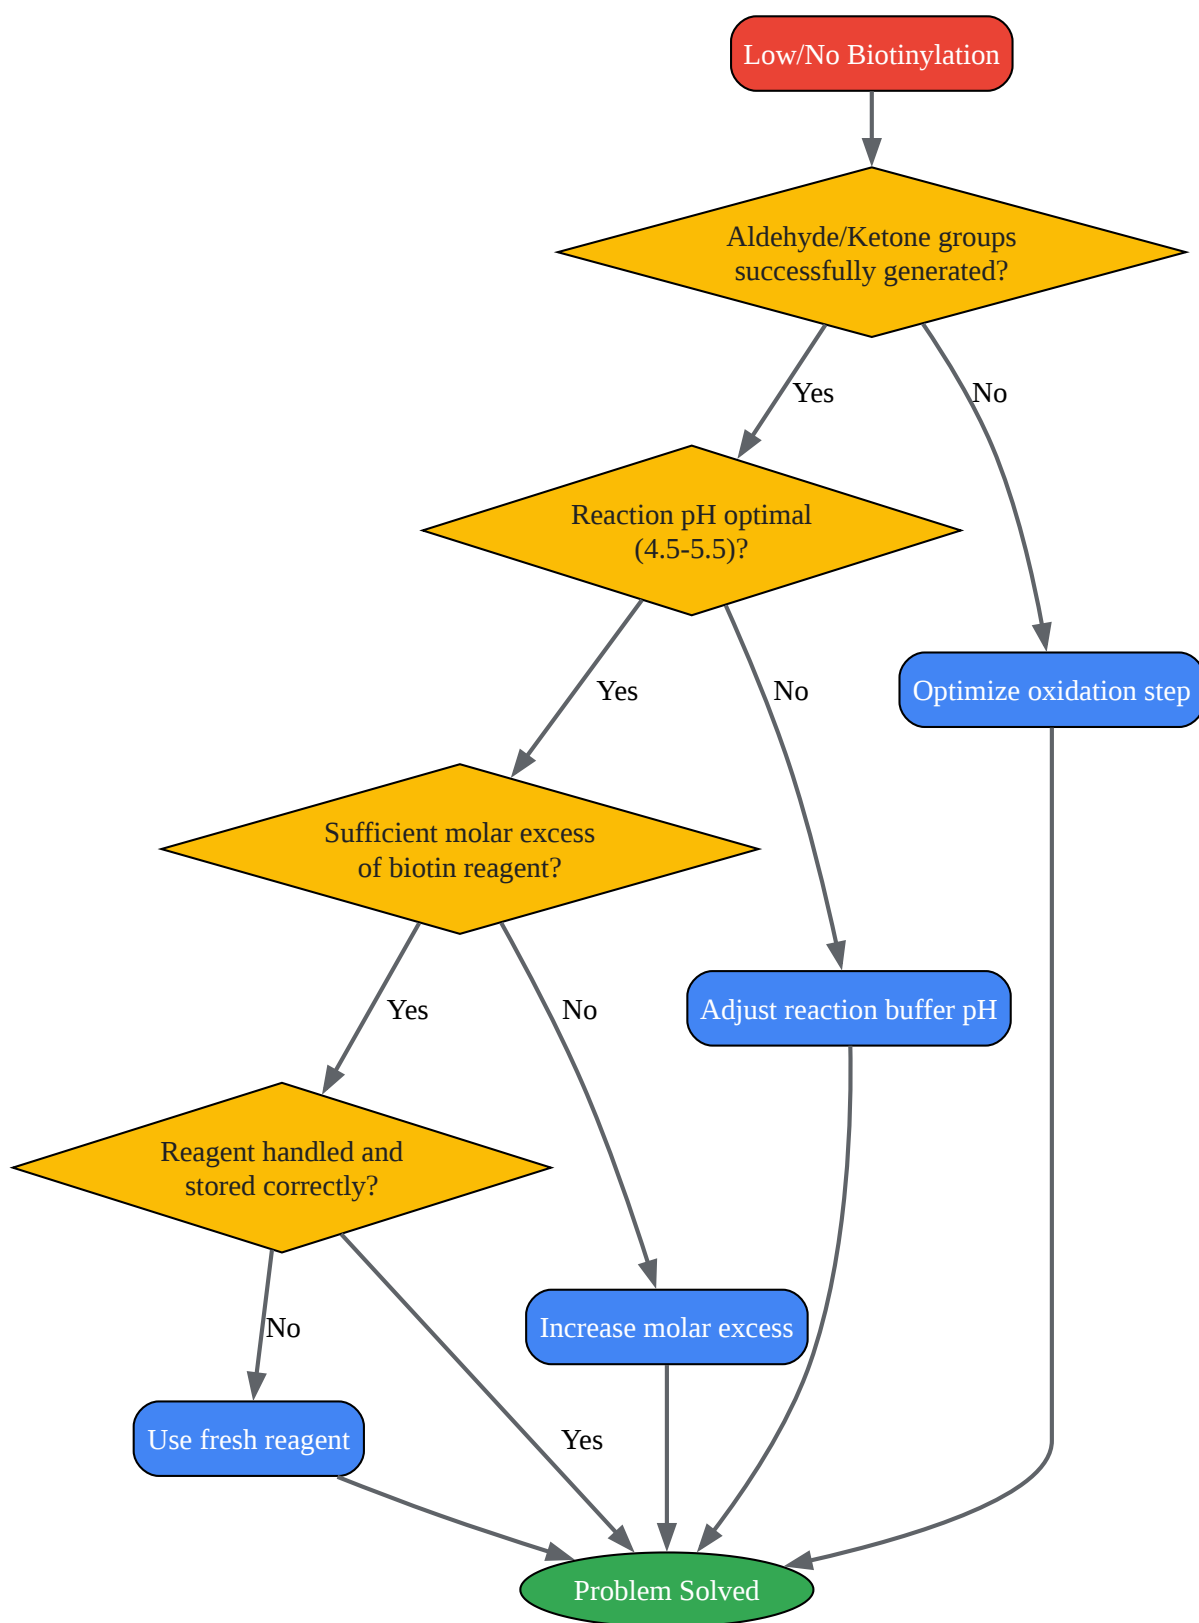 Low/No Biotinylation
Aldehyde/Ketone groups
successfully generated?
Yes
No
Reaction pH optimal
(4.5-5.5)?
Yes
No
Optimize oxidation step
Sufficient molar excess
of biotin reagent?
Yes
No
Adjust reaction buffer pH
Reagent handled and
stored correctly?
No
Increase molar excess
Use fresh reagent
Yes
Problem Solved